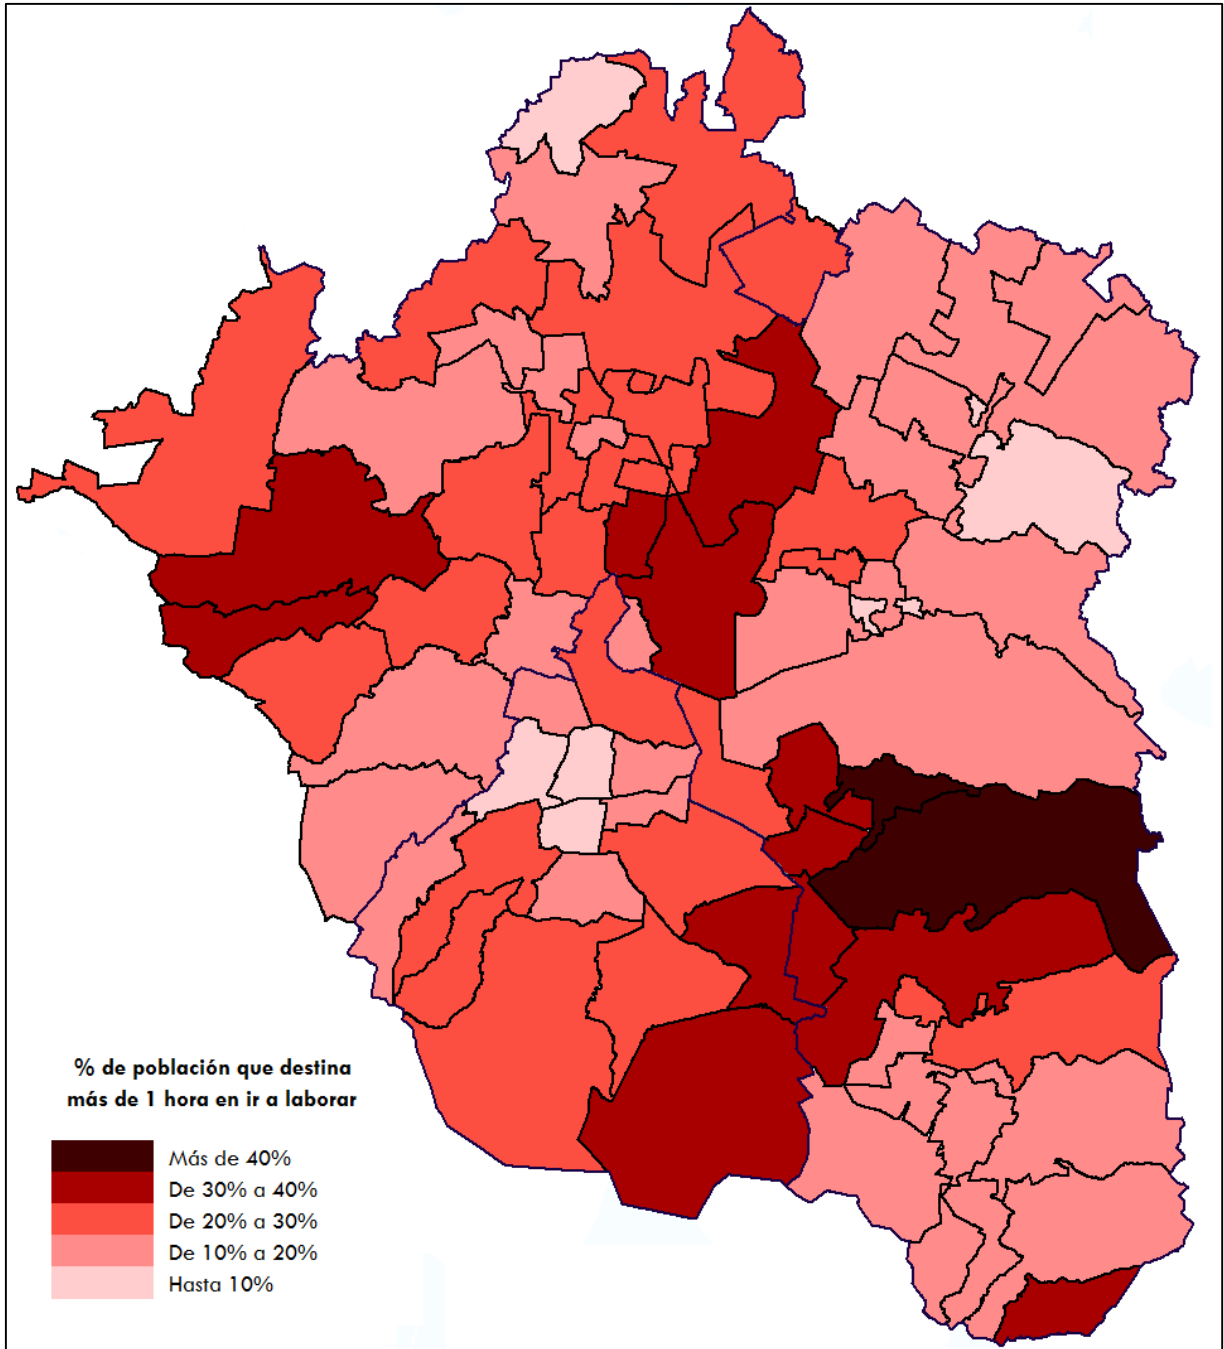 % de población que destina
más de 1 hora en ir a laborar
Más de 40%
De 30% a 40%
De 20% a 30%
De 10% a 20%
Hasta 10%